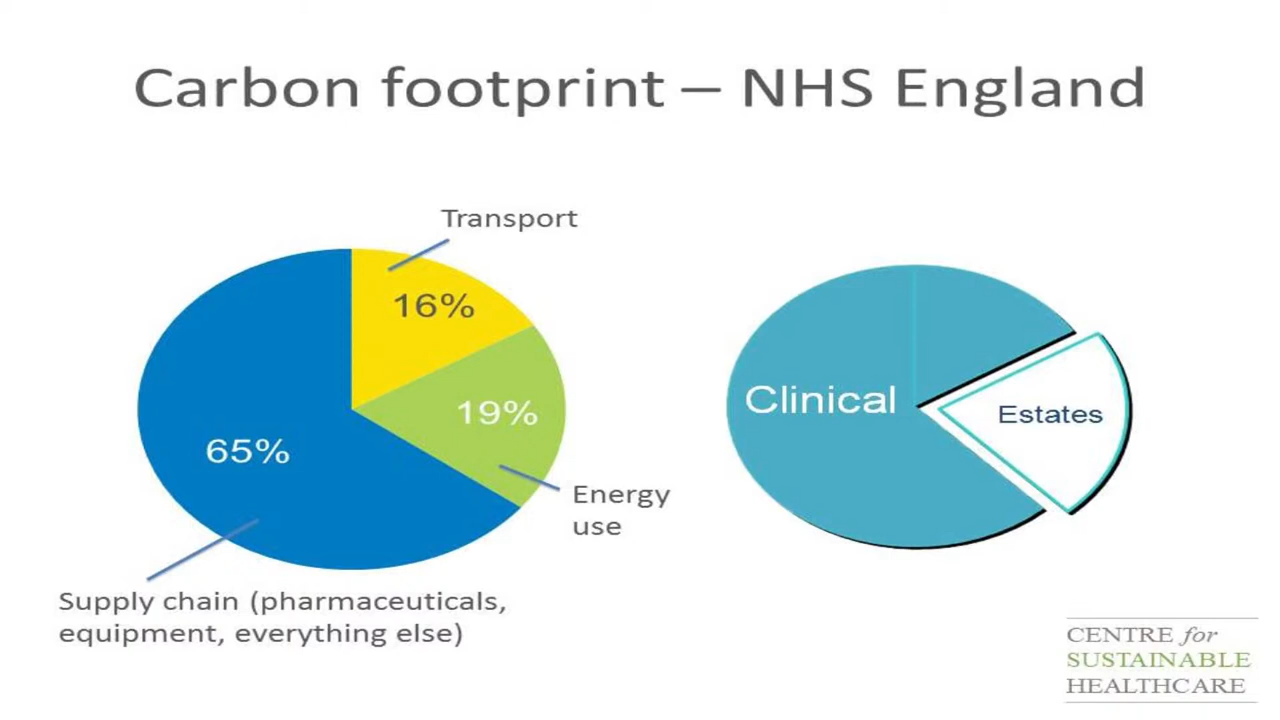 Carbon footprint – NHS England
Transport
16%
19%
65%
Energy
use
Supply chain (pharmaceuticals,
equipment, everything else)
Clinical
Estates
CENTRE for
SUSTAINABLE
HEALTHCARE